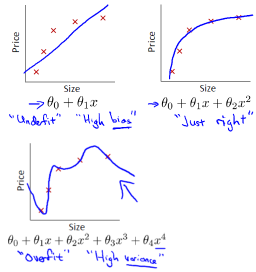 Price
Size
→ θ₀ + θ₁x
"Underfit" "High bias"
Price
Size
→ θ₀ + θ₁x + θ₂x²
"Just right"
Price
Size
θ₀ + θ₁x + θ₂x² + θ₃x³ + θ₄x⁴
"Overfit" "High variance"